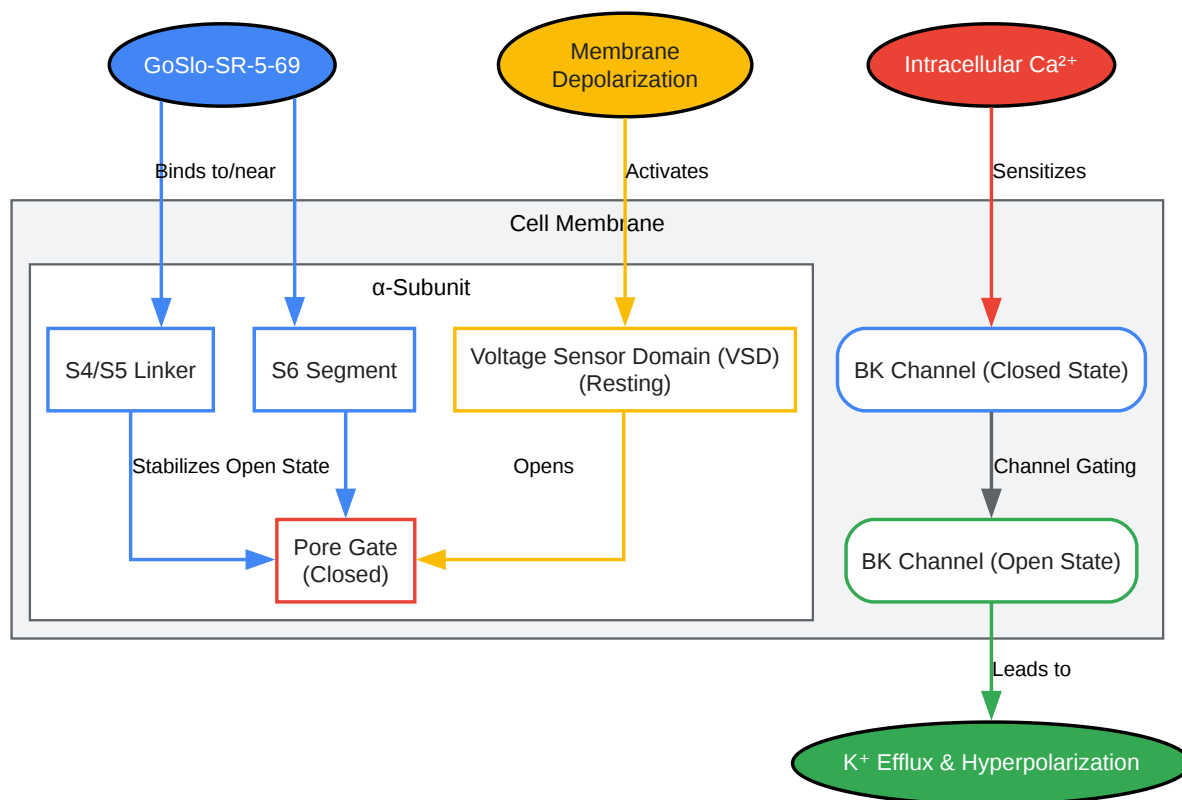 GoSlo-SR-5-69
Membrane
Depolarization
Intracellular Ca²⁺
Binds to/near
Activates
Sensitizes
Cell Membrane
α-Subunit
S4/S5 Linker
S6 Segment
Voltage Sensor Domain (VSD)
(Resting)
BK Channel (Closed State)
Stabilizes Open State
Opens
Channel Gating
Pore Gate
(Closed)
BK Channel (Open State)
Leads to
K⁺ Efflux & Hyperpolarization